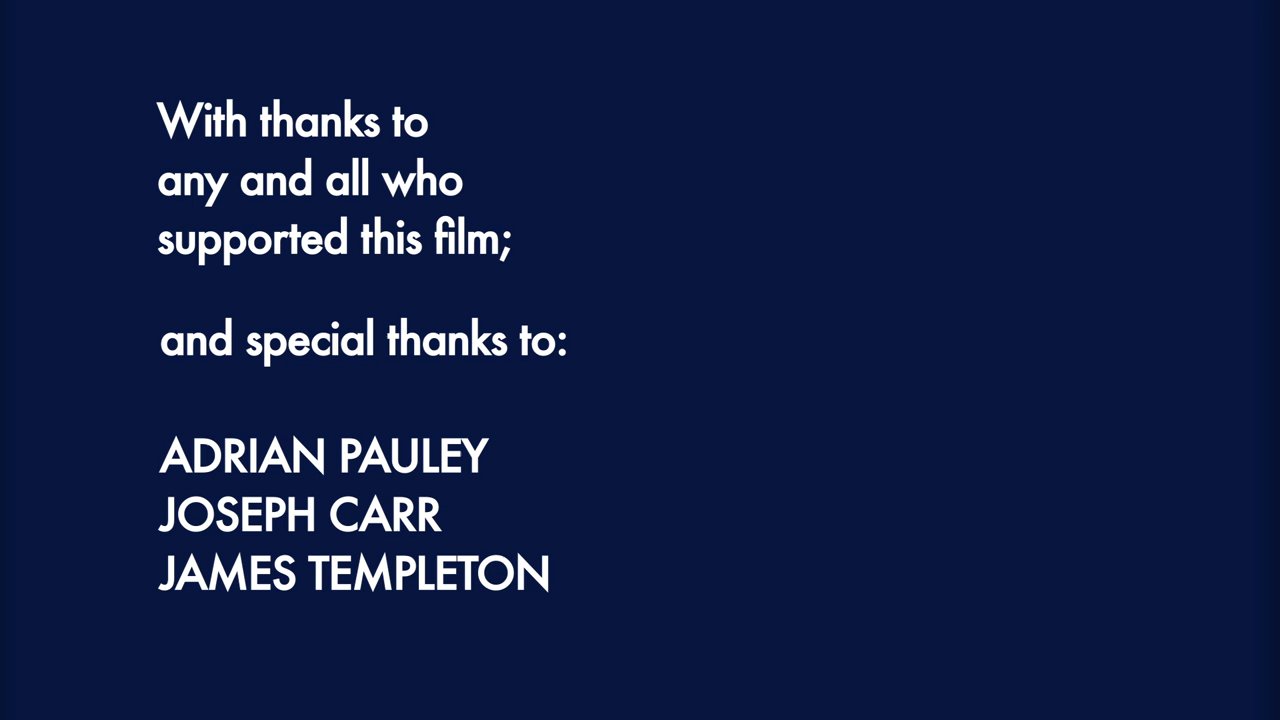 With thanks to
any and all who
supported this film;
and special thanks to:
ADRIAN PAULEY
JOSEPH CARR
JAMES TEMPLETON